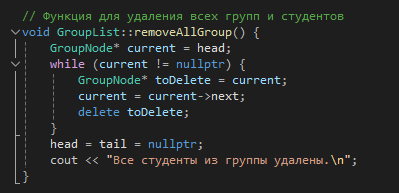 // Функция для удаления всех групп и студентов
void GroupList::removeAllGroup() {
    GroupNode* current = head;
    while (current != nullptr) {
        GroupNode* toDelete = current;
        current = current->next;
        delete toDelete;
    }
    head = tail = nullptr;
    cout << "Все студенты из группы удалены.\n";
}